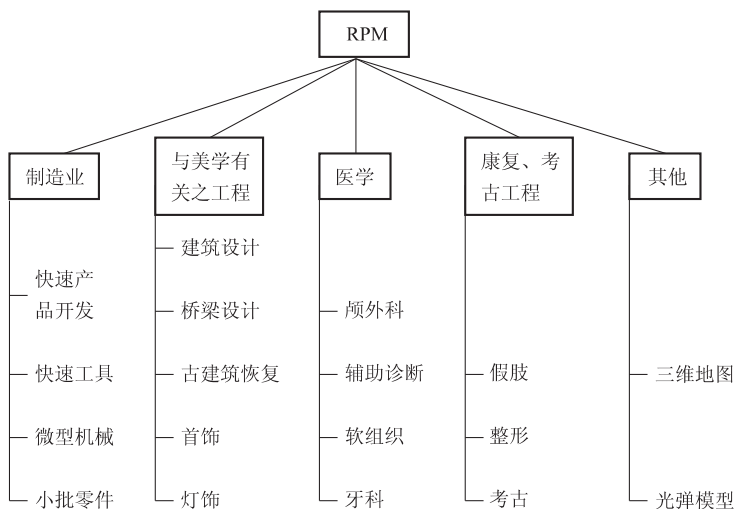 RPM
制造业
快速产
品开发
快速工具
微型机械
小批零件
与美学有
关之工程
建筑设计
桥梁设计
古建筑恢复
首饰
灯饰
医学
颅外科
辅助诊断
软组织
牙科
康复、考
古工程
假肢
整形
考古
其他
三维地图
光弹模型